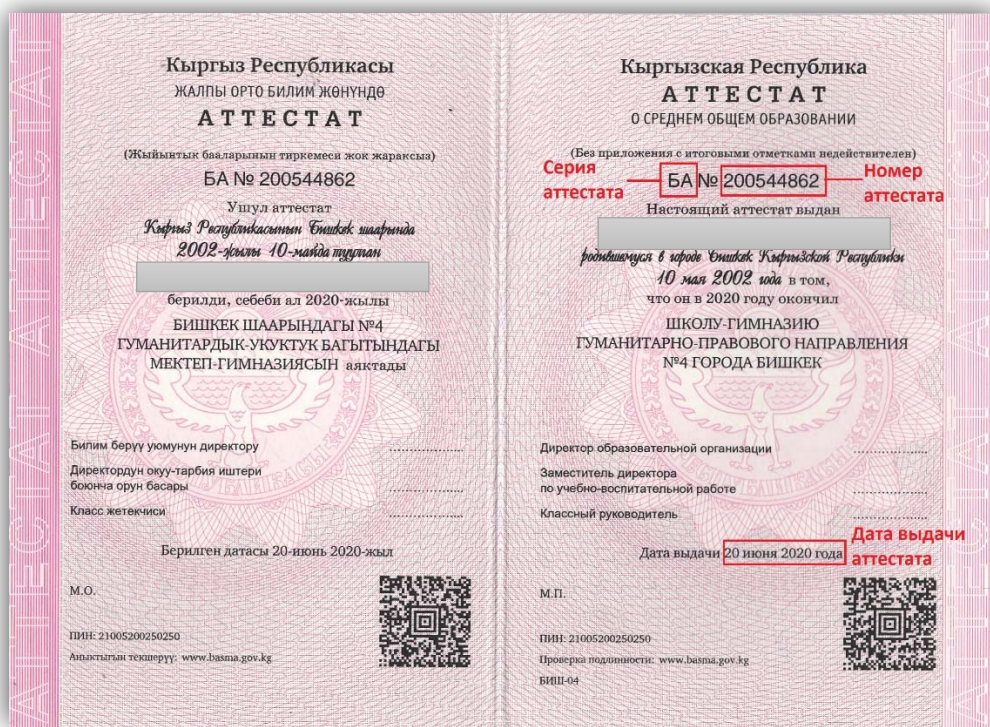 Кыргыз Республикасы
ЖАЛПЫ ОРТО БИЛИМ ЖӨНҮНДӨ
АТТЕСТАТ
(Жыйынтык бааларынын тиркемеси жок жараксыз)
БА № 200544862
Ушул аттестат
Кыргыз Республикасынын Бишкек шаарында
2002-жылы 10-майда туулган
берилди, себеби ал 2020-жылы
БИШКЕК ШААРЫНДАГЫ №4
ГУМАНИТАРДЫК-УКУКТУК БАГЫТЫНДАГЫ
МЕКТЕП-ГИМНАЗИЯСЫН аяктады
Билим берүү уюмунун директору ...................
Директордун окуу-тарбия иштери
боюнча орун басары ...................
Класс жетекчиси ...................
Берилген датасы 20-июнь 2020-жыл
М.О.
ПИН: 21005200250250
Аныктыгын текшерүү: www.basma.gov.kg
Кыргызская Республика
АТТЕСТАТ
О СРЕДНЕМ ОБЩЕМ ОБРАЗОВАНИИ
(Без приложения с итоговыми отметками недействителен)
Серия
аттестата
БА № 200544862
Номер
аттестата
Настоящий аттестат выдан
родившемуся в городе Бишкек Кыргызской Республики
10 мая 2002 года в том,
что он в 2020 году окончил
ШКОЛУ-ГИМНАЗИЮ
ГУМАНИТАРНО-ПРАВОВОГО НАПРАВЛЕНИЯ
№4 ГОРОДА БИШКЕК
Директор образовательной организации ...................
Заместитель директора
по учебно-воспитательной работе ...................
Классный руководитель ...................
Дата выдачи 20 июня 2020 года
Дата выдачи
аттестата
М.П.
ПИН: 21005200250250
Проверка подлинности: www.basma.gov.kg
БИШ-04
АТТЕСТАТ АТТЕСТАТ
АТТЕСТАТ АТТЕСТАТ